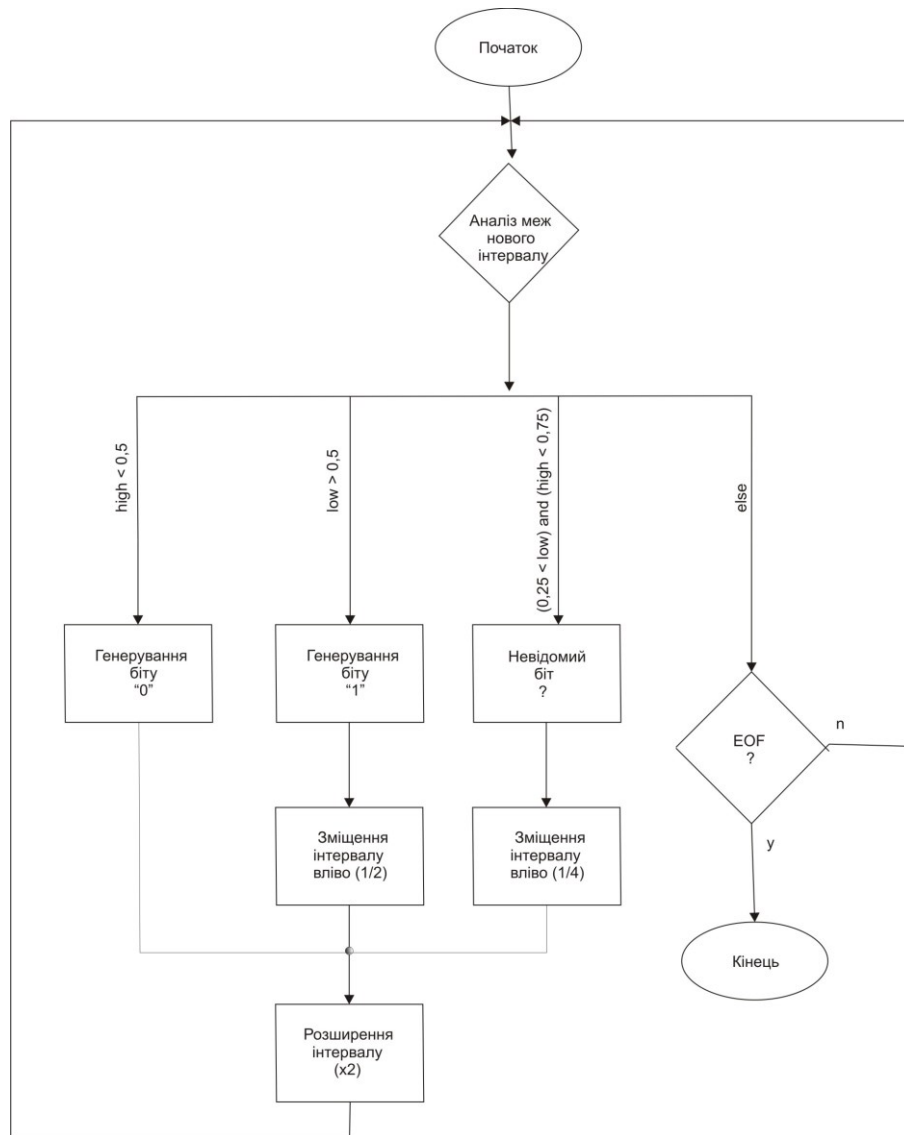 Початок
Аналіз меж
нового
інтервалу
high < 0,5
low > 0,5
(0,25 < low) and (high < 0,75)
else
Генерування
біту
“0”
Генерування
біту
“1”
Невідомий
біт
?
EOF
?
n
y
Зміщення
інтервалу
вліво (1/2)
Зміщення
інтервалу
вліво (1/4)
Кінець
Розширення
інтервалу
(x2)